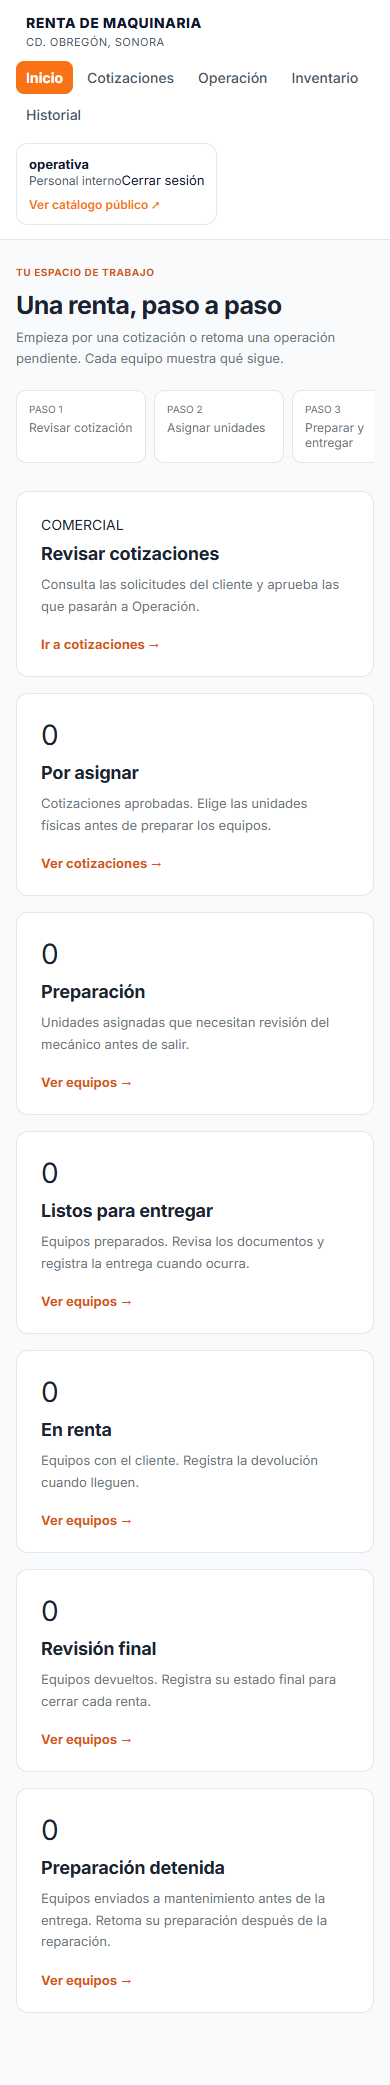 RENTA DE MAQUINARIA
CD. OBREGÓN, SONORA
Inicio Cotizaciones Operación Inventario
Historial
operativa
Personal internoCerrar sesión
Ver catálogo público ↗
TU ESPACIO DE TRABAJO
Una renta, paso a paso
Empieza por una cotización o retoma una operación
pendiente. Cada equipo muestra qué sigue.
PASO 1
Revisar cotización
PASO 2
Asignar unidades
PASO 3
Preparar y
entregar
COMERCIAL
Revisar cotizaciones
Consulta las solicitudes del cliente y aprueba las
que pasarán a Operación.
Ir a cotizaciones →
0
Por asignar
Cotizaciones aprobadas. Elige las unidades
físicas antes de preparar los equipos.
Ver cotizaciones →
0
Preparación
Unidades asignadas que necesitan revisión del
mecánico antes de salir.
Ver equipos →
0
Listos para entregar
Equipos preparados. Revisa los documentos y
registra la entrega cuando ocurra.
Ver equipos →
0
En renta
Equipos con el cliente. Registra la devolución
cuando lleguen.
Ver equipos →
0
Revisión final
Equipos devueltos. Registra su estado final para
cerrar cada renta.
Ver equipos →
0
Preparación detenida
Equipos enviados a mantenimiento antes de la
entrega. Retoma su preparación después de la
reparación.
Ver equipos →